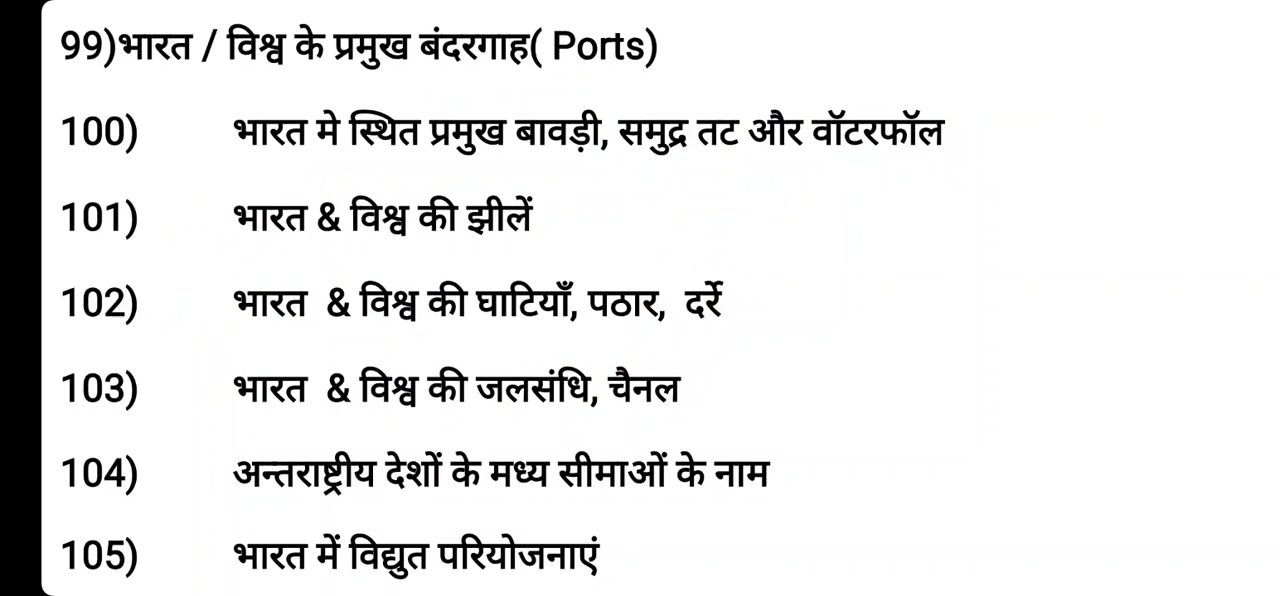 99)भारत / विश्व के प्रमुख बंदरगाह( Ports)
100) भारत मे स्थित प्रमुख बावड़ी, समुद्र तट और वॉटरफॉल
101) भारत & विश्व की झीलें
102) भारत & विश्व की घाटियाँ, पठार, दर्रे
103) भारत & विश्व की जलसंधि, चैनल
104) अन्तराष्ट्रीय देशों के मध्य सीमाओं के नाम
105) भारत में विद्युत परियोजनाएं